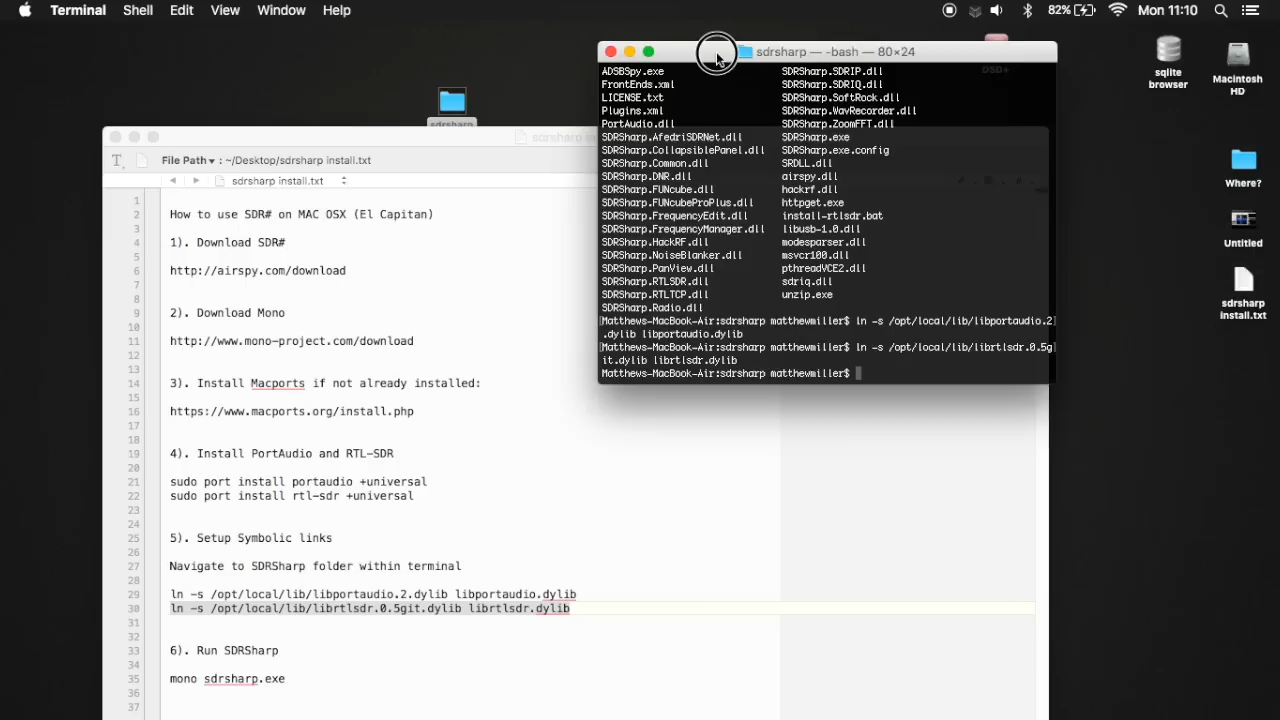 Terminal Shell Edit View Window Help
82% Mon 11:10
sdrsharp — -bash — 80×24
sqlite
browser
Macintosh
HD
Where?
Untitled
sdrsharp
install.txt
DSD+
sdrsharp
ADSBSpy.exe SDRSharp.SDRIP.dll
FrontEnds.xml SDRSharp.SDRIQ.dll
LICENSE.txt SDRSharp.SoftRock.dll
Plugins.xml SDRSharp.WavRecorder.dll
PortAudio.dll SDRSharp.ZoomFFT.dll
SDRSharp.AfedriSDRNet.dll SDRSharp.exe
SDRSharp.CollapsiblePanel.dll SDRSharp.exe.config
SDRSharp.Common.dll SRDLL.dll
SDRSharp.DNR.dll airspy.dll
SDRSharp.FUNcube.dll hackrf.dll
SDRSharp.FUNcubeProPlus.dll httpget.exe
SDRSharp.FrequencyEdit.dll install-rtlsdr.bat
SDRSharp.FrequencyManager.dll libusb-1.0.dll
SDRSharp.HackRF.dll modesparser.dll
SDRSharp.NoiseBlanker.dll msvcr100.dll
SDRSharp.PanView.dll pthreadVCE2.dll
SDRSharp.RTLSDR.dll sdriq.dll
SDRSharp.RTLTCP.dll unzip.exe
SDRSharp.Radio.dll
[Matthews-MacBook-Air:sdrsharp matthewmiller$ ln -s /opt/local/lib/libportaudio.2]
.dylib libportaudio.dylib
[Matthews-MacBook-Air:sdrsharp matthewmiller$ ln -s /opt/local/lib/librtlsdr.0.5g]
it.dylib librtlsdr.dylib
Matthews-MacBook-Air:sdrsharp matthewmiller$
File Path ▾ : ~/Desktop/sdrsharp install.txt
sdrsharp install.txt
1
2 How to use SDR# on MAC OSX (El Capitan)
3
4 1). Download SDR#
5
6 http://airspy.com/download
7
8
9 2). Download Mono
10
11 http://www.mono-project.com/download
12
13
14 3). Install Macports if not already installed:
15
16 https://www.macports.org/install.php
17
18
19 4). Install PortAudio and RTL-SDR
20
21 sudo port install portaudio +universal
22 sudo port install rtl-sdr +universal
23
24
25 5). Setup Symbolic links
26
27 Navigate to SDRSharp folder within terminal
28
29 ln -s /opt/local/lib/libportaudio.2.dylib libportaudio.dylib
30 ln -s /opt/local/lib/librtlsdr.0.5git.dylib librtlsdr.dylib
31
32
33 6). Run SDRSharp
34
35 mono sdrsharp.exe
36
37